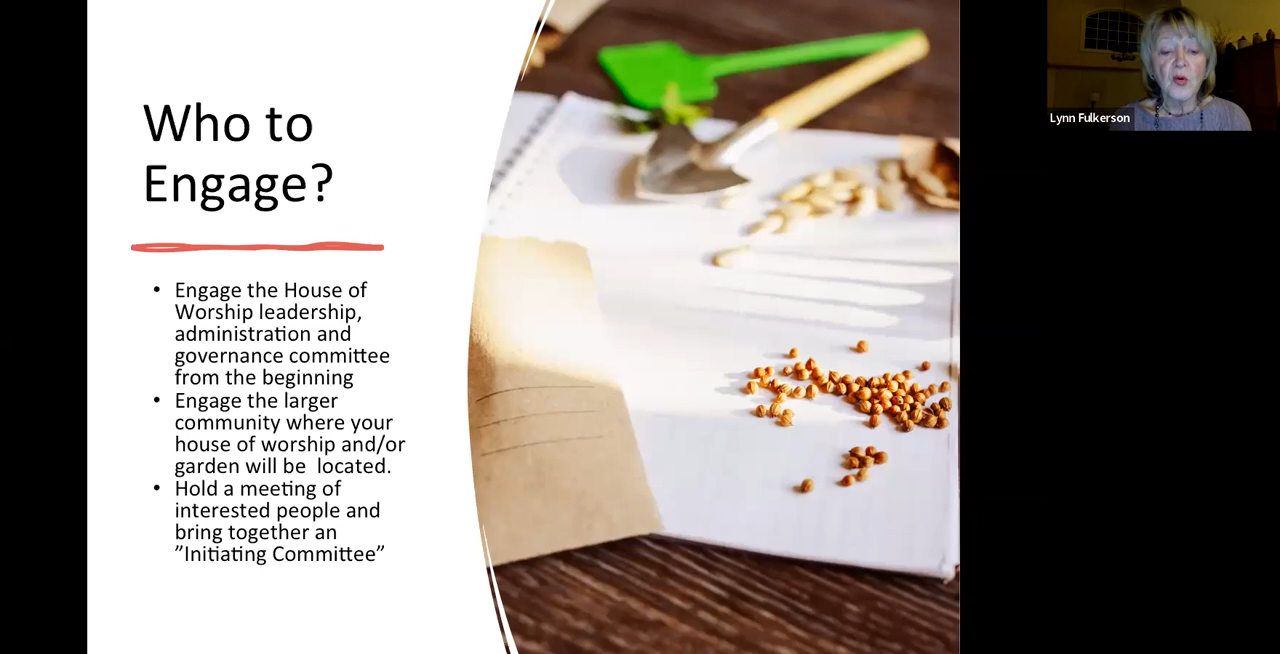 Who to
Engage?
• Engage the House of
Worship leadership,
administration and
governance committee
from the beginning
• Engage the larger
community where your
house of worship and/or
garden will be  located.
• Hold a meeting of
interested people and
bring together an
”Initiating Committee”
Lynn Fulkerson